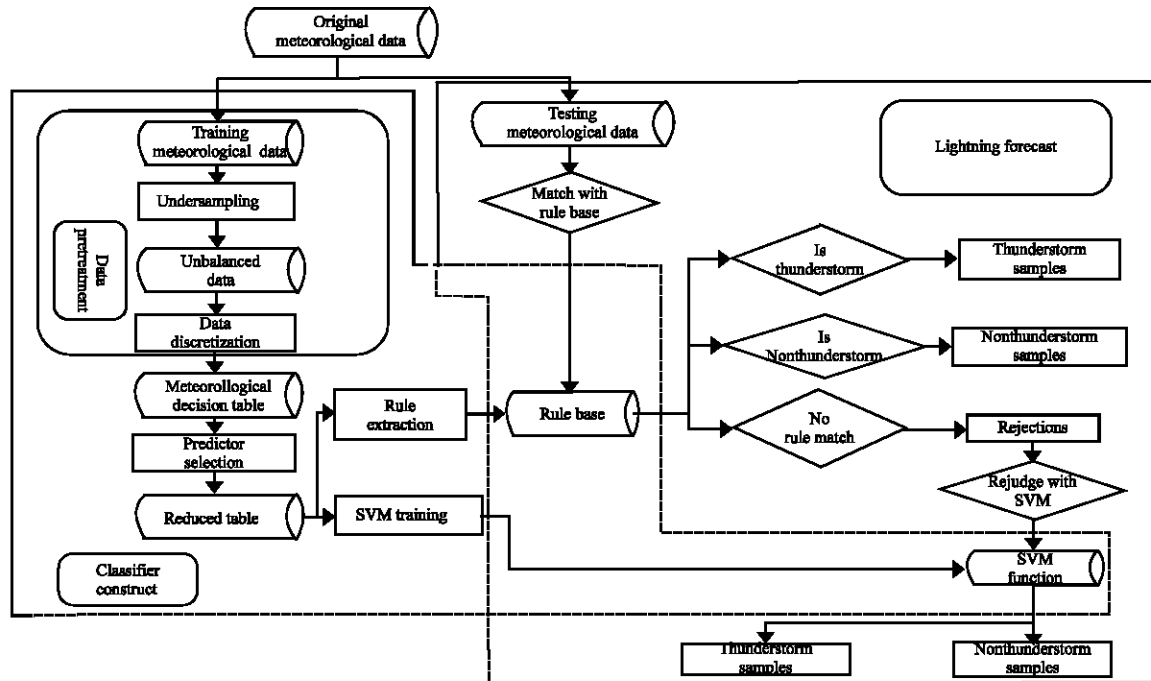 Original
meteorological data
Training
meteorological data
Undersampling
Unbalanced
data
Data
discretization
Data
pretreatment
Meteorollogical
decision table
Predictor
selection
Reduced table
Rule
extraction
SVM training
Claasifier
construct
Testing
meteorological data
Match with
rule base
Rule base
Lightning forecast
Is
thunderstorm
Thunderstorm
samples
Is
Nonthunderstorm
Nonthunderstorm
samples
No
rule match
Rejections
Rejudge with
SVM
SVM
function
Thunderstorm
samples
Nonthunderstorm
samples